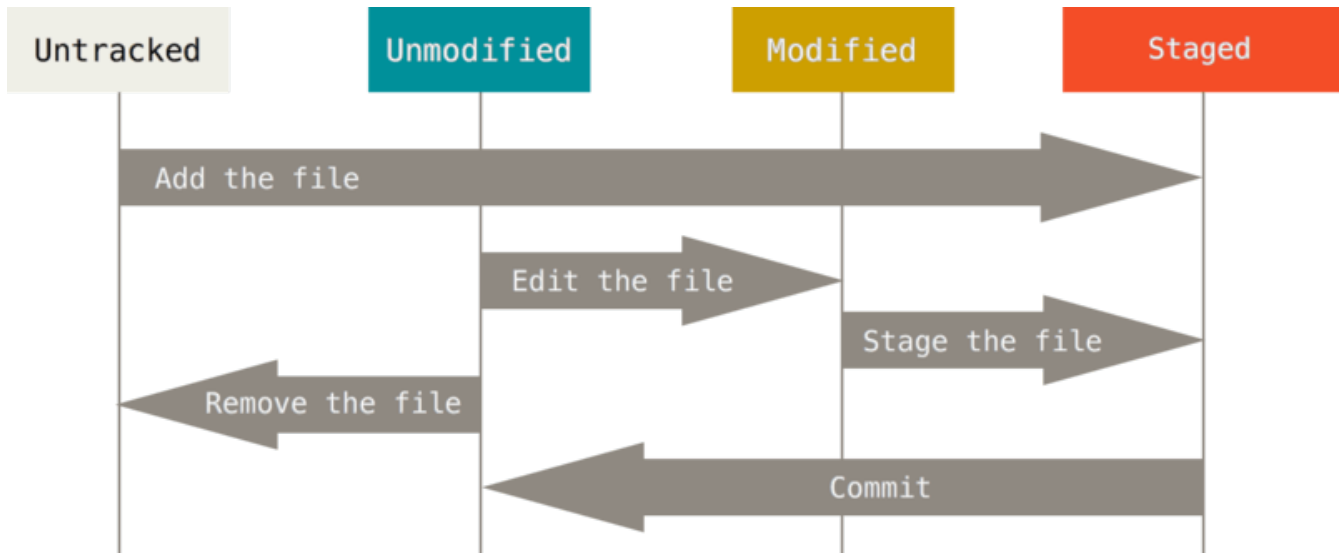 Untracked
Unmodified
Modified
Staged
Add the file
Edit the file
Stage the file
Remove the file
Commit